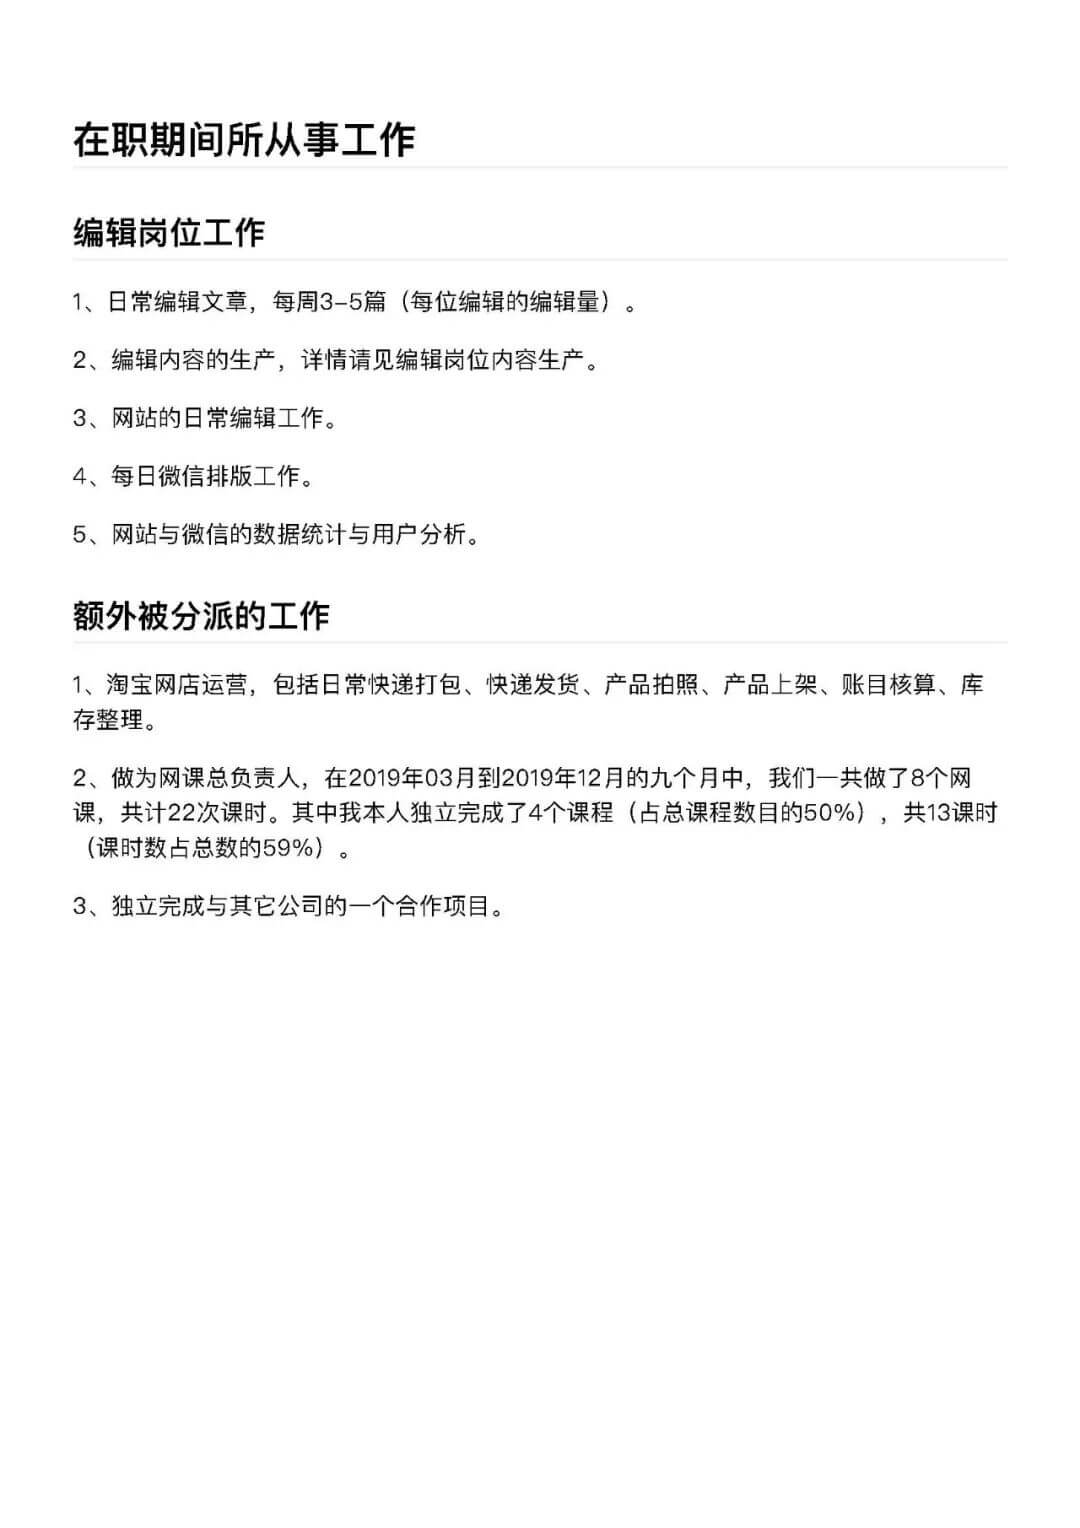 在职期间所从事工作
编辑岗位工作
1、日常编辑文章，每周3-5篇（每位编辑的编辑量）。
2、编辑内容的生产，详情请见编辑岗位内容生产。
3、网站的日常编辑工作。
4、每日微信排版工作。
5、网站与微信的数据统计与用户分析。
额外被分派的工作
1、淘宝网店运营，包括日常快递打包、快递发货、产品拍照、产品上架、账目核算、库
存整理。
2、做为网课总负责人，在2019年03月到2019年12月的九个月中，我们一共做了8个网
课，共计22次课时。其中我本人独立完成了4个课程（占总课程数目的50%），共13课时
（课时数占总数的59%）。
3、独立完成与其它公司的一个合作项目。